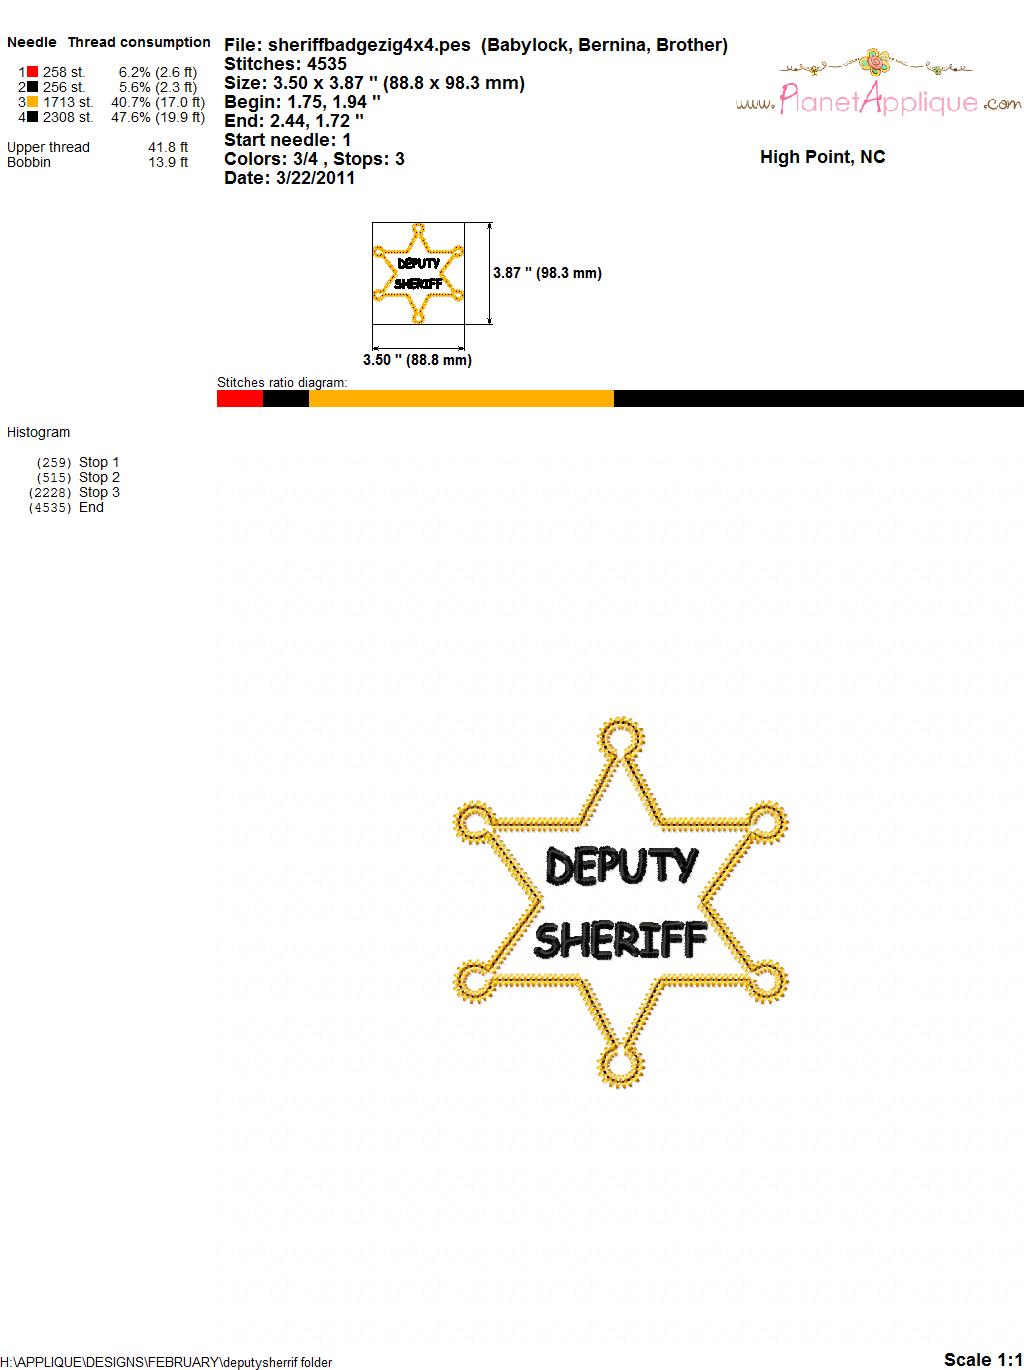 Needle Thread consumption
1 258 st. 6.2% (2.6 ft)
2 256 st. 5.6% (2.3 ft)
3 1713 st. 40.7% (17.0 ft)
4 2308 st. 47.6% (19.9 ft)
Upper thread 41.8 ft
Bobbin 13.9 ft
File: sheriffbadgezig4x4.pes (Babylock, Bernina, Brother)
Stitches: 4535
Size: 3.50 x 3.87 " (88.8 x 98.3 mm)
Begin: 1.75, 1.94 "
End: 2.44, 1.72 "
Start needle: 1
Colors: 3/4 , Stops: 3
Date: 3/22/2011
www.PlanetApplique.com
High Point, NC
DEPUTY
SHERIFF
3.87 " (98.3 mm)
3.50 " (88.8 mm)
Stitches ratio diagram:
Histogram
(259) Stop 1
(515) Stop 2
(2228) Stop 3
(4535) End
DEPUTY
SHERIFF
H:\APPLIQUE\DESIGNS\FEBRUARY\deputysherrif folder
Scale 1:1